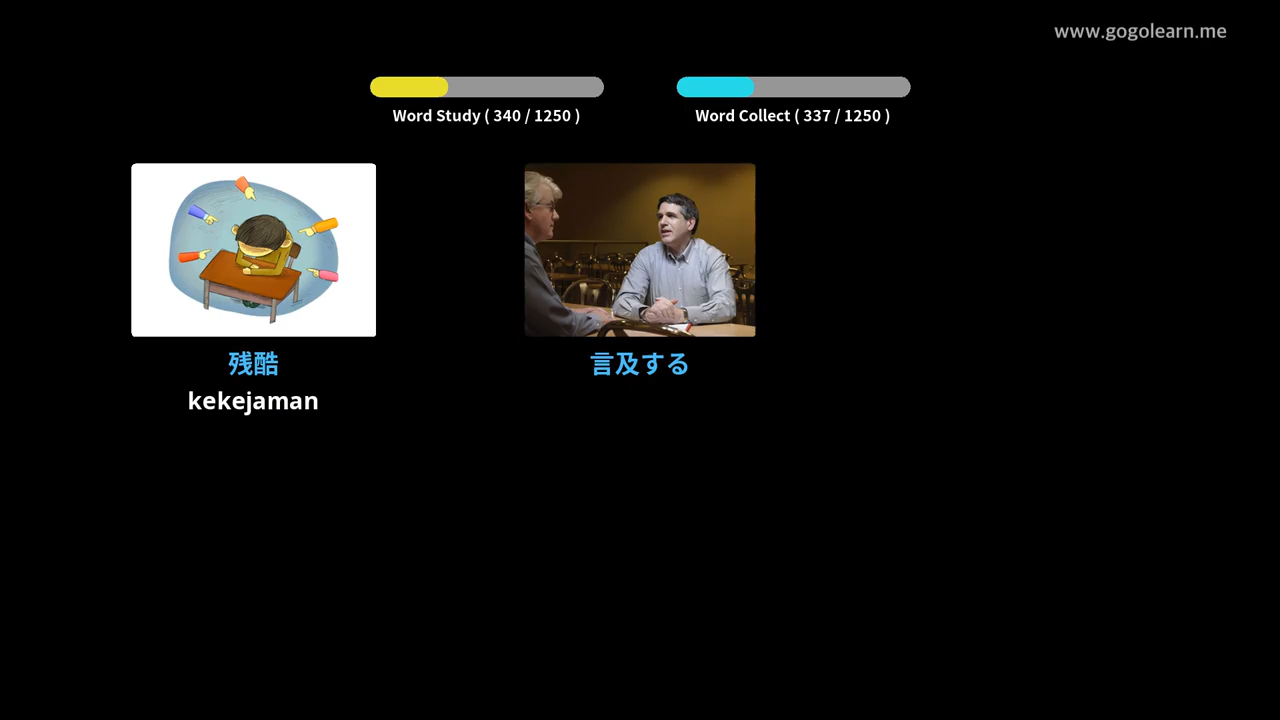 www.gogolearn.me
Word Study ( 340 / 1250 )
Word Collect ( 337 / 1250 )
残酷
kekejaman
言及する